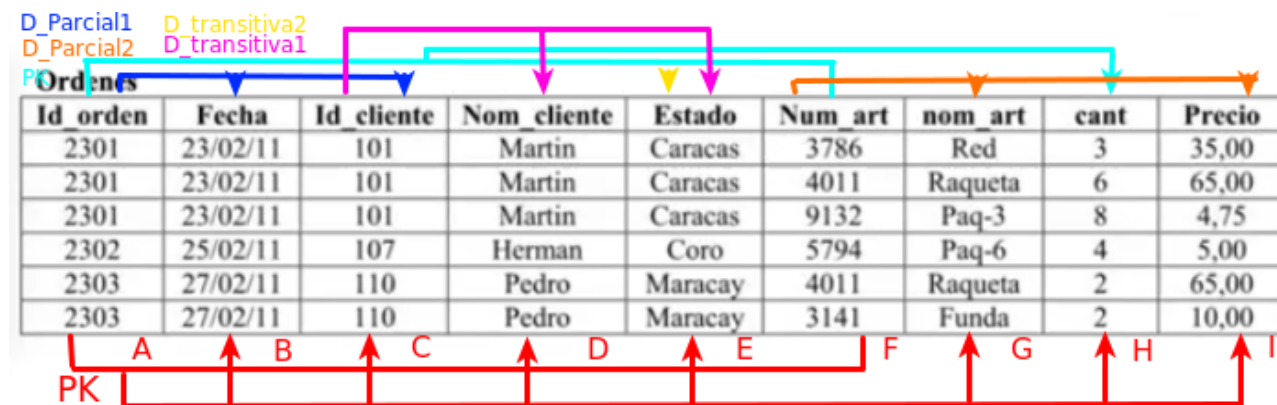 D_Parcial1 D_transitiva2
D_Parcial2 D_transitiva1
PK Ordenes
Id_orden Fecha Id_cliente Nom_cliente Estado Num_art nom_art cant Precio
2301 23/02/11 101 Martin Caracas 3786 Red 3 35,00
2301 23/02/11 101 Martin Caracas 4011 Raqueta 6 65,00
2301 23/02/11 101 Martin Caracas 9132 Paq-3 8 4,75
2302 25/02/11 107 Herman Coro 5794 Paq-6 4 5,00
2303 27/02/11 110 Pedro Maracay 4011 Raqueta 2 65,00
2303 27/02/11 110 Pedro Maracay 3141 Funda 2 10,00
A B C D E F G H I
PK